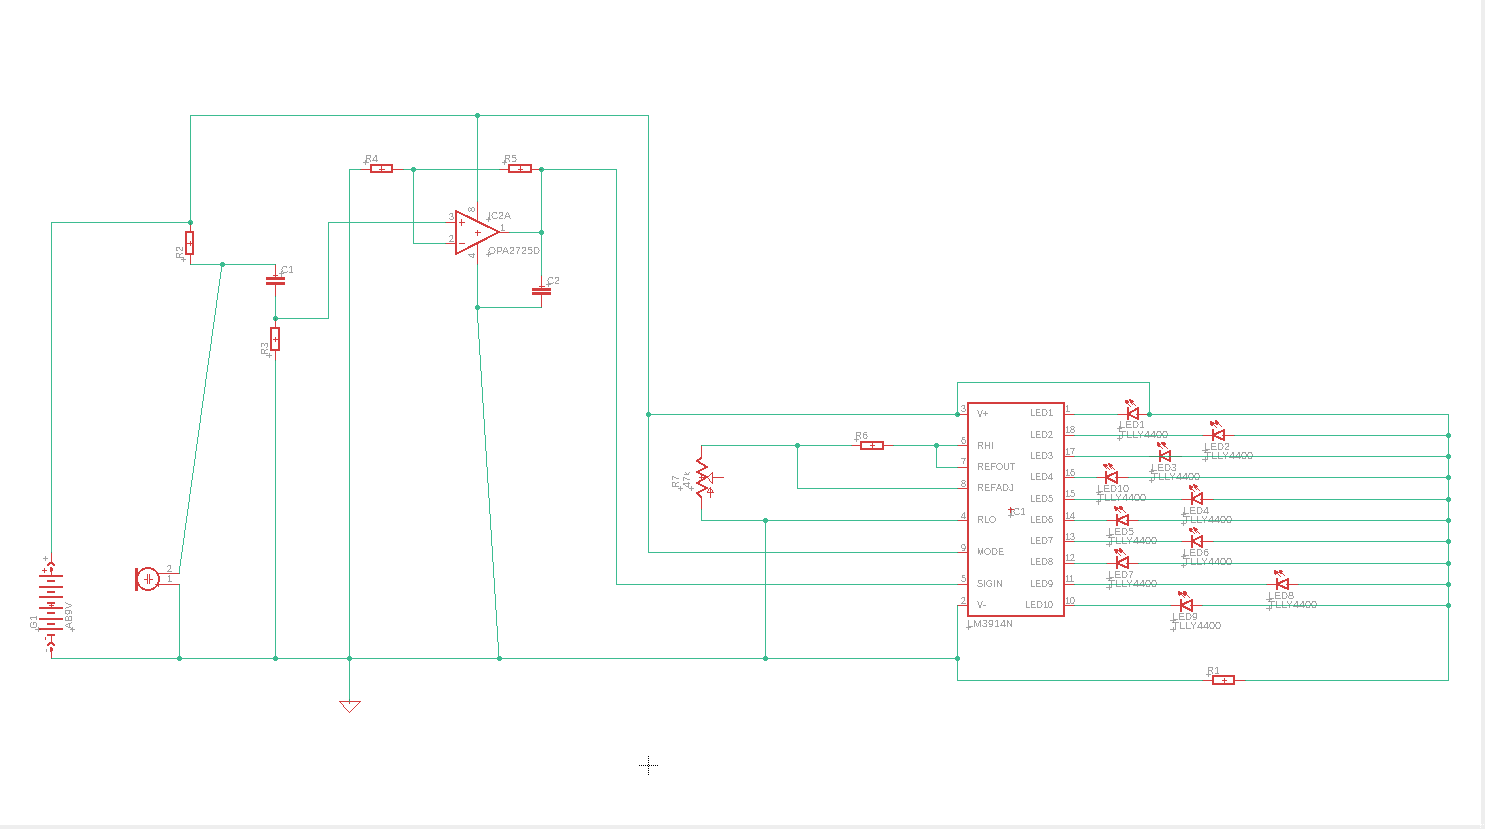 R4
R5
8
IC2A
3
1
2
OPA2725D
4
R2
C1
C2
R3
3
V+
LED1
1
LED1
TLLY4400
6
RHI
LED2
18
LED2
TLLY4400
R6
7
REFOUT
LED3
17
LED3
TLLY4400
R7
47k
8
REFADJ
LED4
16
LED10
TLLY4400
LED5
15
LED4
TLLY4400
4
RLO
IC1
LED6
14
LED5
TLLY4400
LED7
13
LED6
TLLY4400
9
MODE
LED8
12
LED7
TLLY4400
5
SIGIN
LED9
11
LED8
TLLY4400
2
V-
LED10
10
LED9
TLLY4400
LM3914N
2
1
G1
AB9V
R1